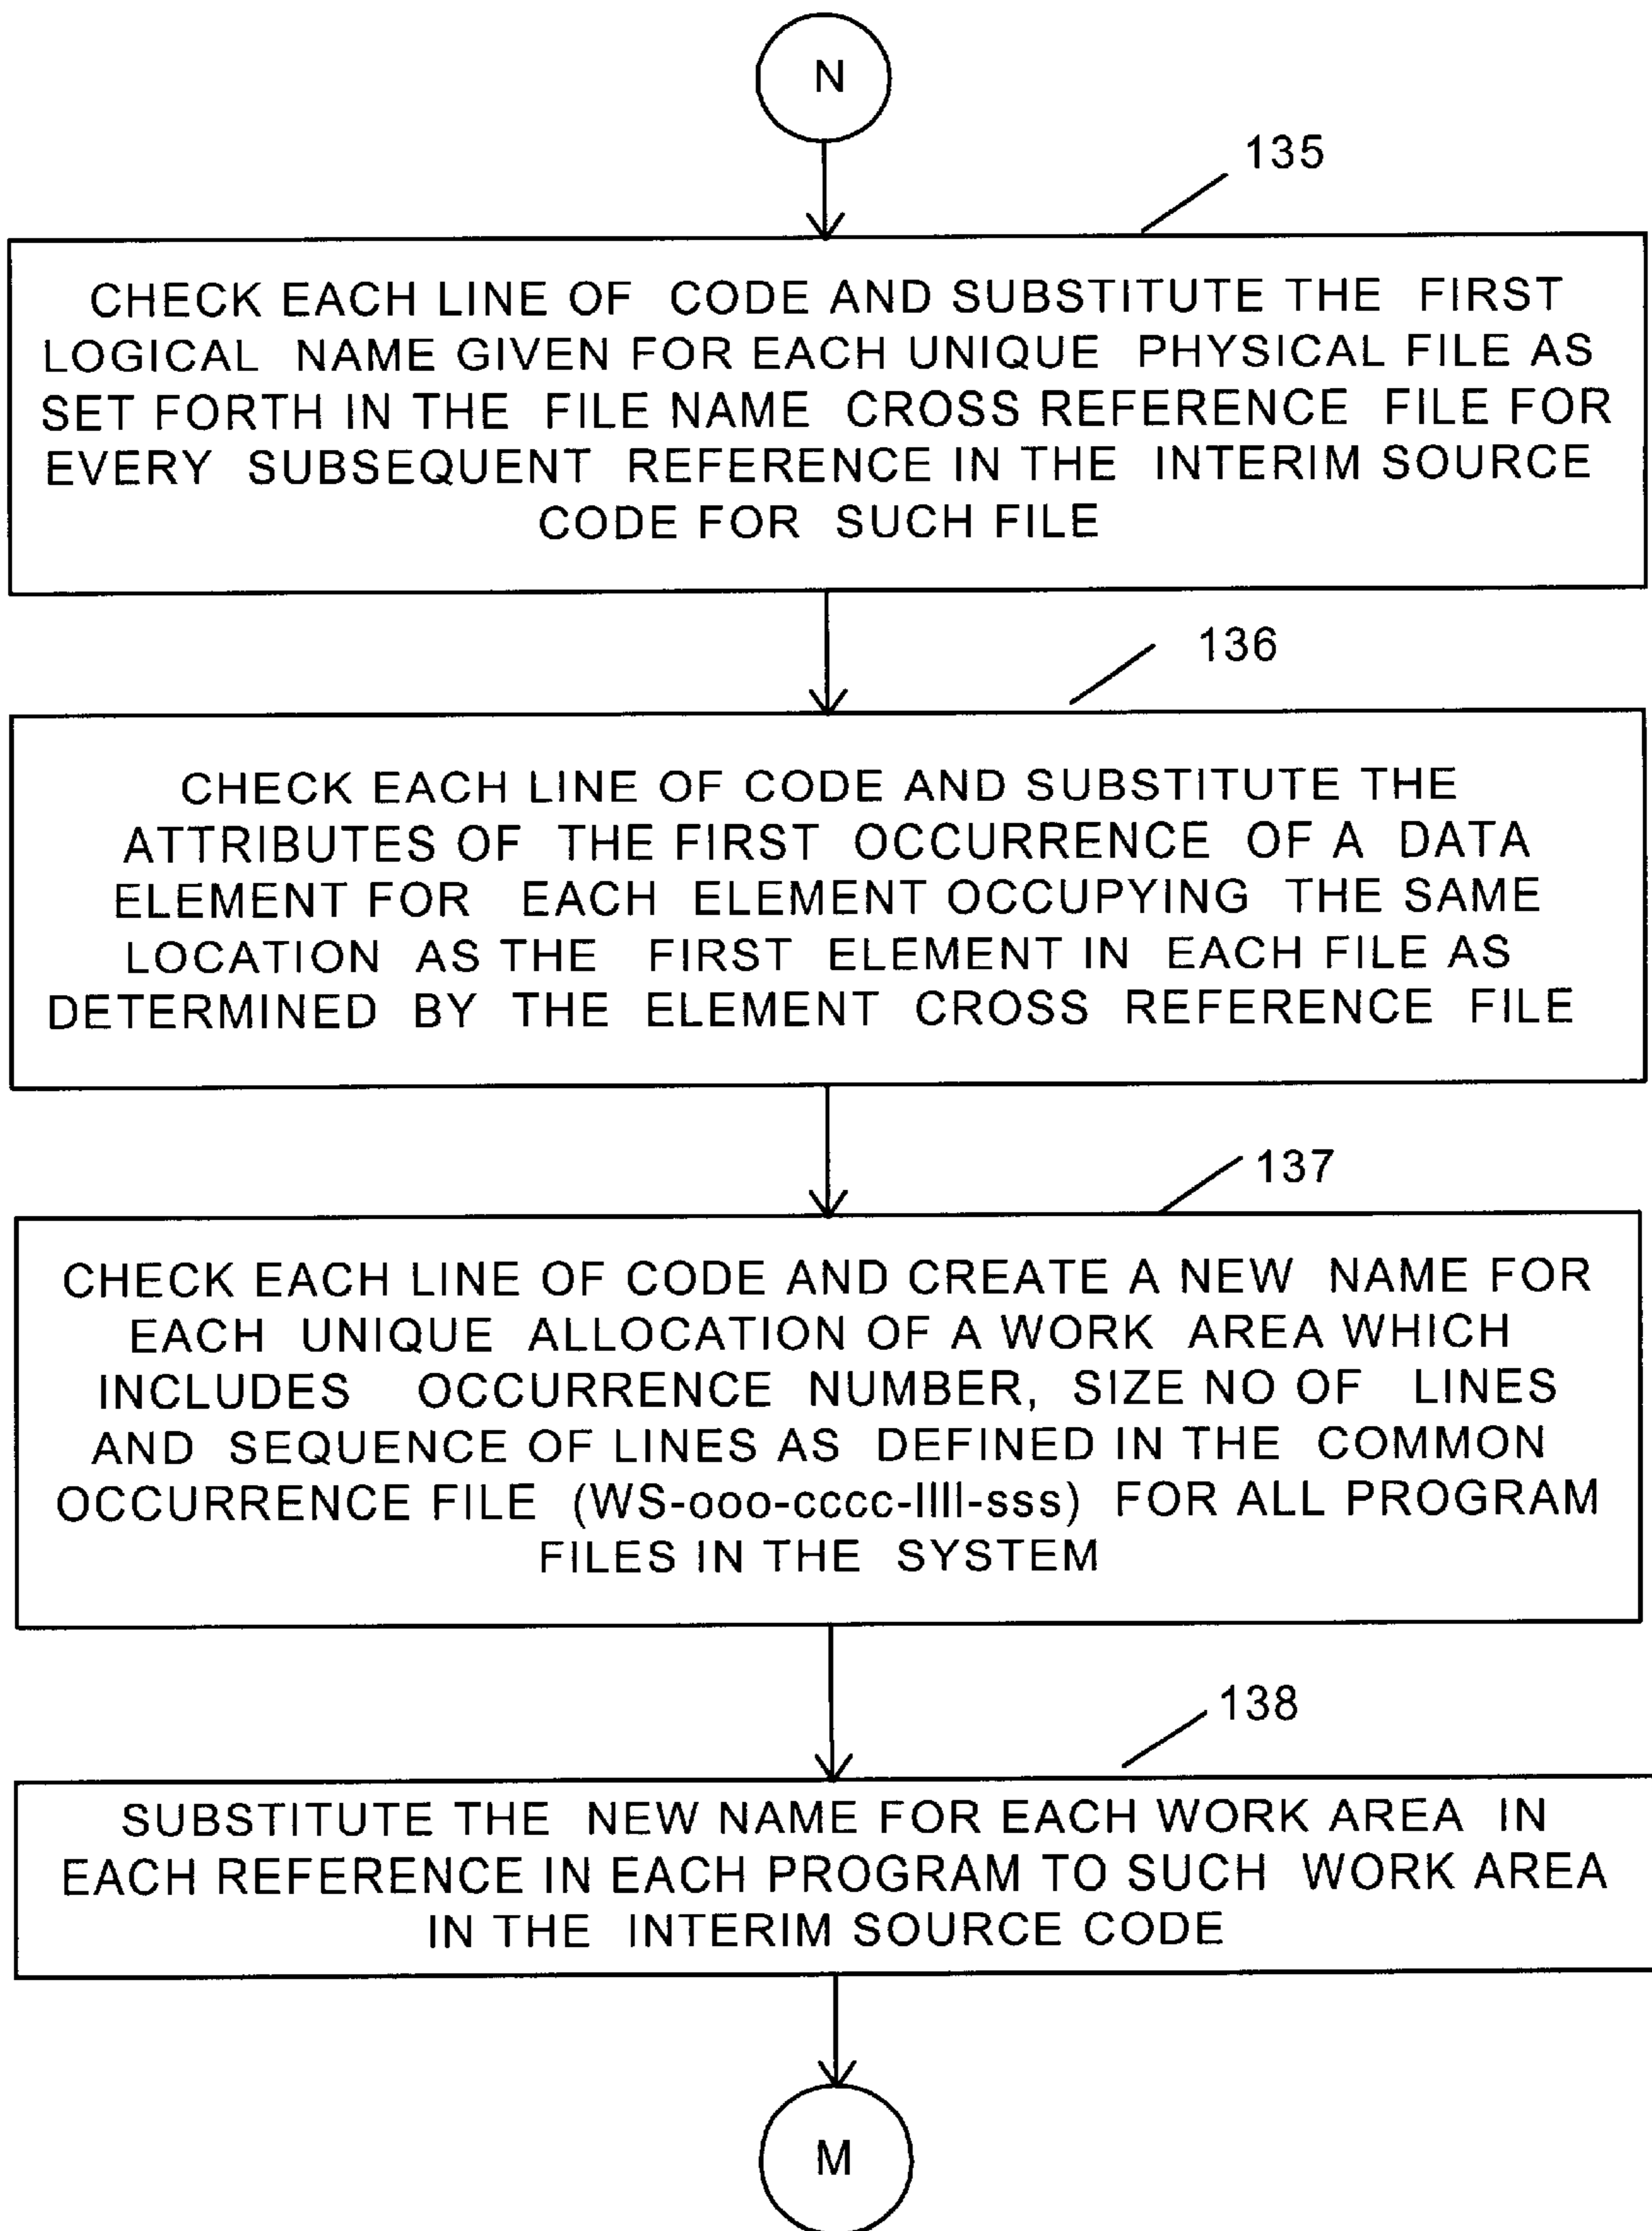 N
135
CHECK EACH LINE OF CODE AND SUBSTITUTE THE FIRST
LOGICAL NAME GIVEN FOR EACH UNIQUE PHYSICAL FILE AS
SET FORTH IN THE FILE NAME CROSS REFERENCE FILE FOR
EVERY SUBSEQUENT REFERENCE IN THE INTERIM SOURCE
CODE FOR SUCH FILE
136
CHECK EACH LINE OF CODE AND SUBSTITUTE THE
ATTRIBUTES OF THE FIRST OCCURRENCE OF A DATA
ELEMENT FOR EACH ELEMENT OCCUPYING THE SAME
LOCATION AS THE FIRST ELEMENT IN EACH FILE AS
DETERMINED BY THE ELEMENT CROSS REFERENCE FILE
137
CHECK EACH LINE OF CODE AND CREATE A NEW NAME FOR
EACH UNIQUE ALLOCATION OF A WORK AREA WHICH
INCLUDES OCCURRENCE NUMBER, SIZE NO OF LINES
AND SEQUENCE OF LINES AS DEFINED IN THE COMMON
OCCURRENCE FILE (WS-ooo-cccc-llll-sss) FOR ALL PROGRAM
FILES IN THE SYSTEM
138
SUBSTITUTE THE NEW NAME FOR EACH WORK AREA IN
EACH REFERENCE IN EACH PROGRAM TO SUCH WORK AREA
IN THE INTERIM SOURCE CODE
M